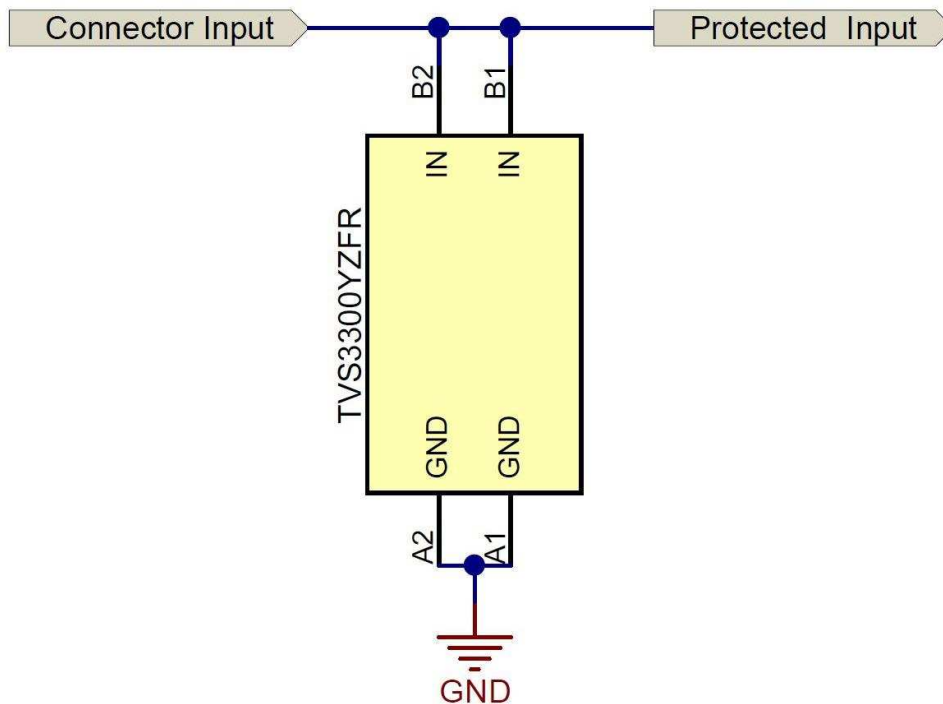 Connector Input
Protected Input
B2
B1
IN
IN
TVS3300YZFR
GND
GND
A2
A1
GND